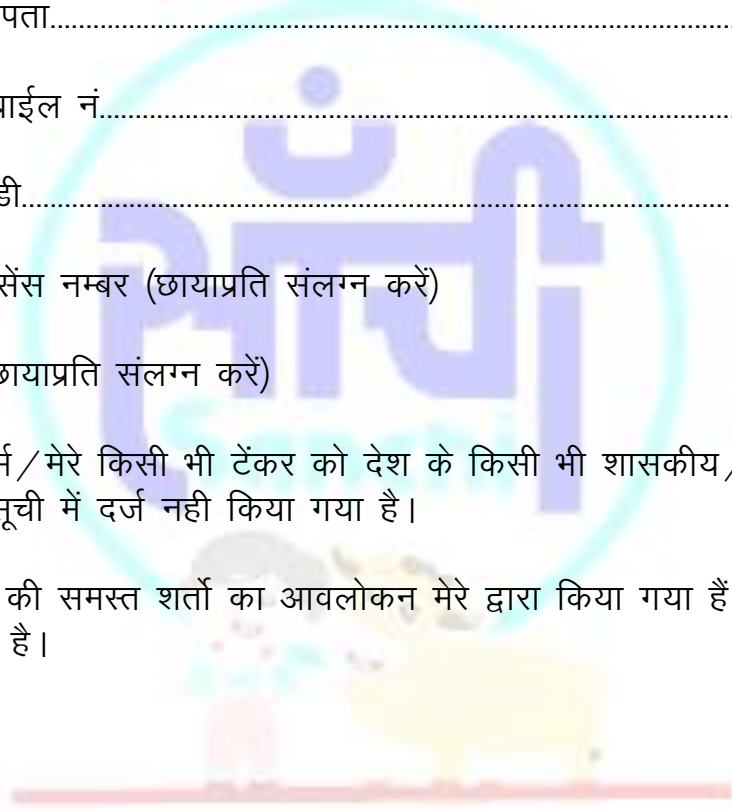 पता....................................................................................
बाईल नं............................................................................
डी........................................................................................
सेंस नम्बर (छायाप्रति संलग्न करें)
छायाप्रति संलग्न करें)
र्म/मेरे किसी भी टेंकर को देश के किसी भी शासकीय/
सूची में दर्ज नही किया गया है।
की समस्त शर्तो का आवलोकन मेरे द्वारा किया गया हैं
है।
साँची
Sanchi